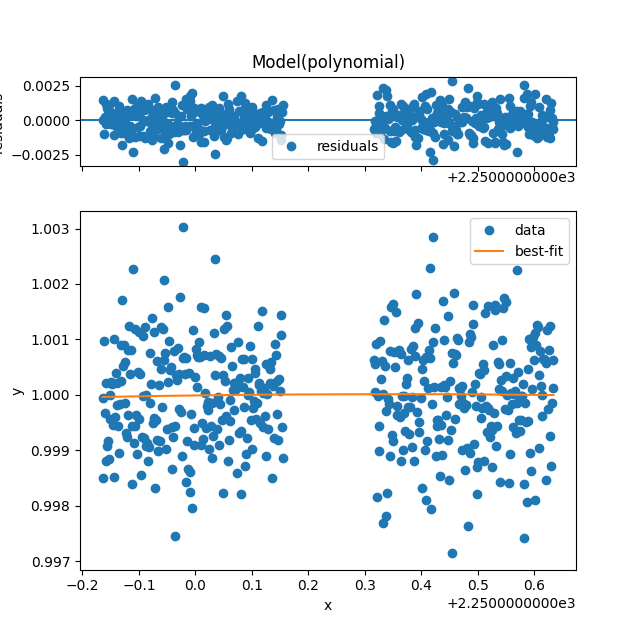 Model(polynomial)
0.0025
0.0000
−0.0025
residuals
+2.2500000000e3
1.003
1.002
1.001
1.000
0.999
0.998
0.997
y
data
best-fit
−0.2 −0.1 0.0 0.1 0.2 0.3 0.4 0.5 0.6
x
+2.2500000000e3